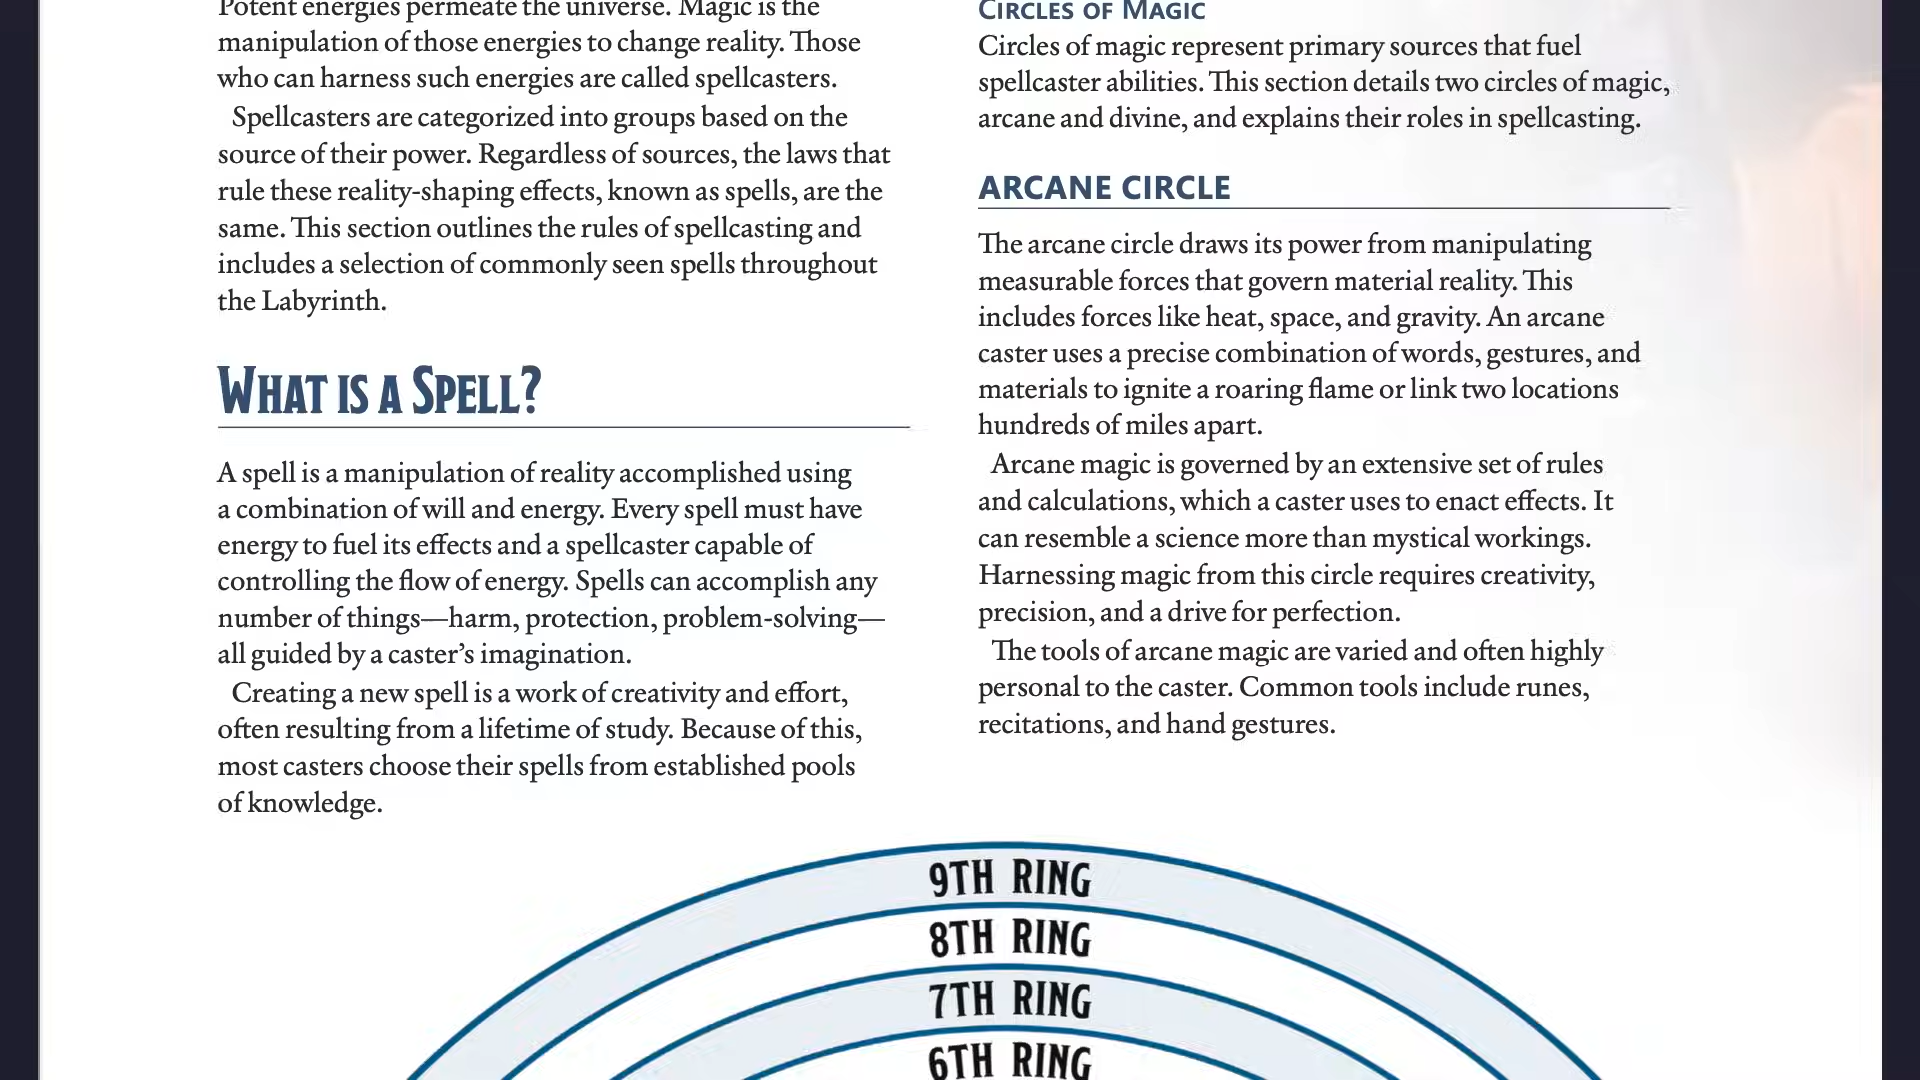 Potent energies permeate the universe. Magic is the
manipulation of those energies to change reality. Those
who can harness such energies are called spellcasters.
Spellcasters are categorized into groups based on the
source of their power. Regardless of sources, the laws that
rule these reality-shaping effects, known as spells, are the
same. This section outlines the rules of spellcasting and
includes a selection of commonly seen spells throughout
the Labyrinth.
What is a Spell?
A spell is a manipulation of reality accomplished using
a combination of will and energy. Every spell must have
energy to fuel its effects and a spellcaster capable of
controlling the flow of energy. Spells can accomplish any
number of things—harm, protection, problem-solving—
all guided by a caster’s imagination.
Creating a new spell is a work of creativity and effort,
often resulting from a lifetime of study. Because of this,
most casters choose their spells from established pools
of knowledge.
Circles of Magic
Circles of magic represent primary sources that fuel
spellcaster abilities. This section details two circles of magic,
arcane and divine, and explains their roles in spellcasting.
ARCANE CIRCLE
The arcane circle draws its power from manipulating
measurable forces that govern material reality. This
includes forces like heat, space, and gravity. An arcane
caster uses a precise combination of words, gestures, and
materials to ignite a roaring flame or link two locations
hundreds of miles apart.
Arcane magic is governed by an extensive set of rules
and calculations, which a caster uses to enact effects. It
can resemble a science more than mystical workings.
Harnessing magic from this circle requires creativity,
precision, and a drive for perfection.
The tools of arcane magic are varied and often highly
personal to the caster. Common tools include runes,
recitations, and hand gestures.
9TH RING
8TH RING
7TH RING
6TH RING